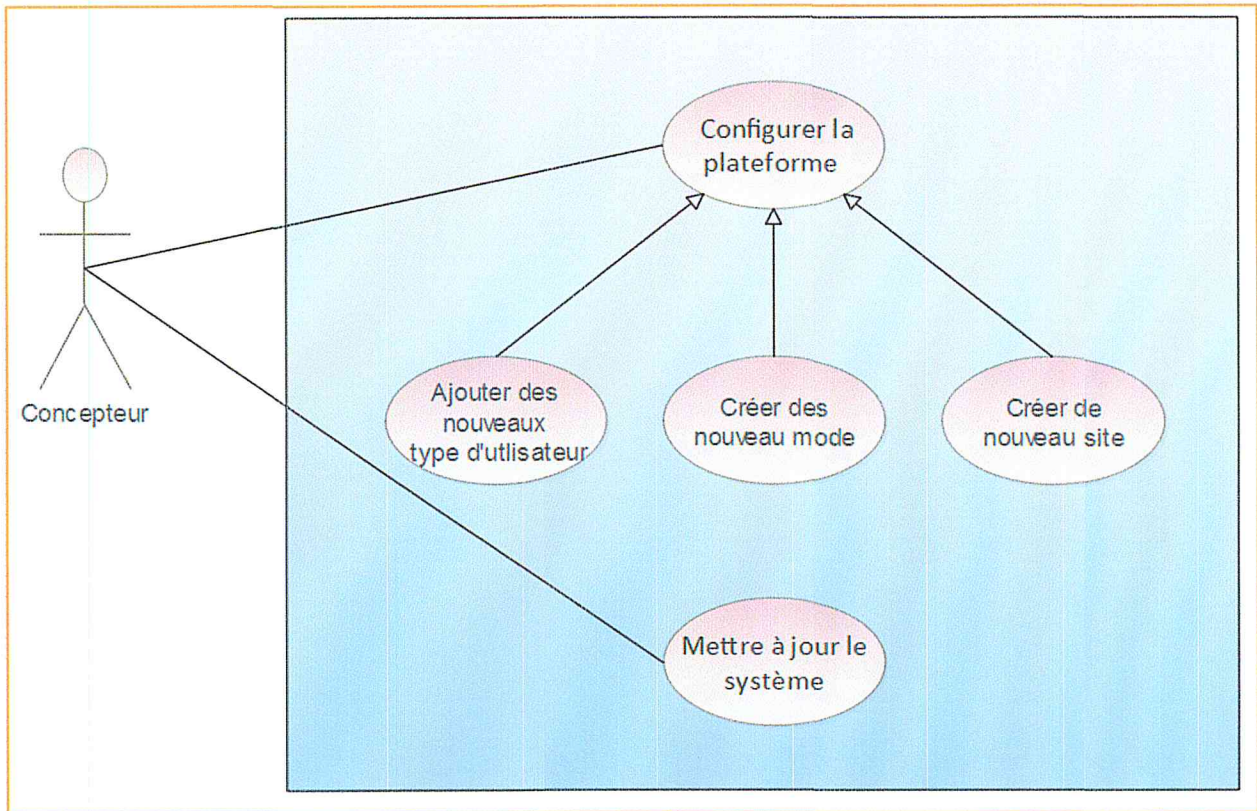 Configurer la
plateforme
Concepteur
Ajouter des
nouveaux
type d'utlisateur
Créer des
nouveau mode
Créer de
nouveau site
Mettre à jour le
système